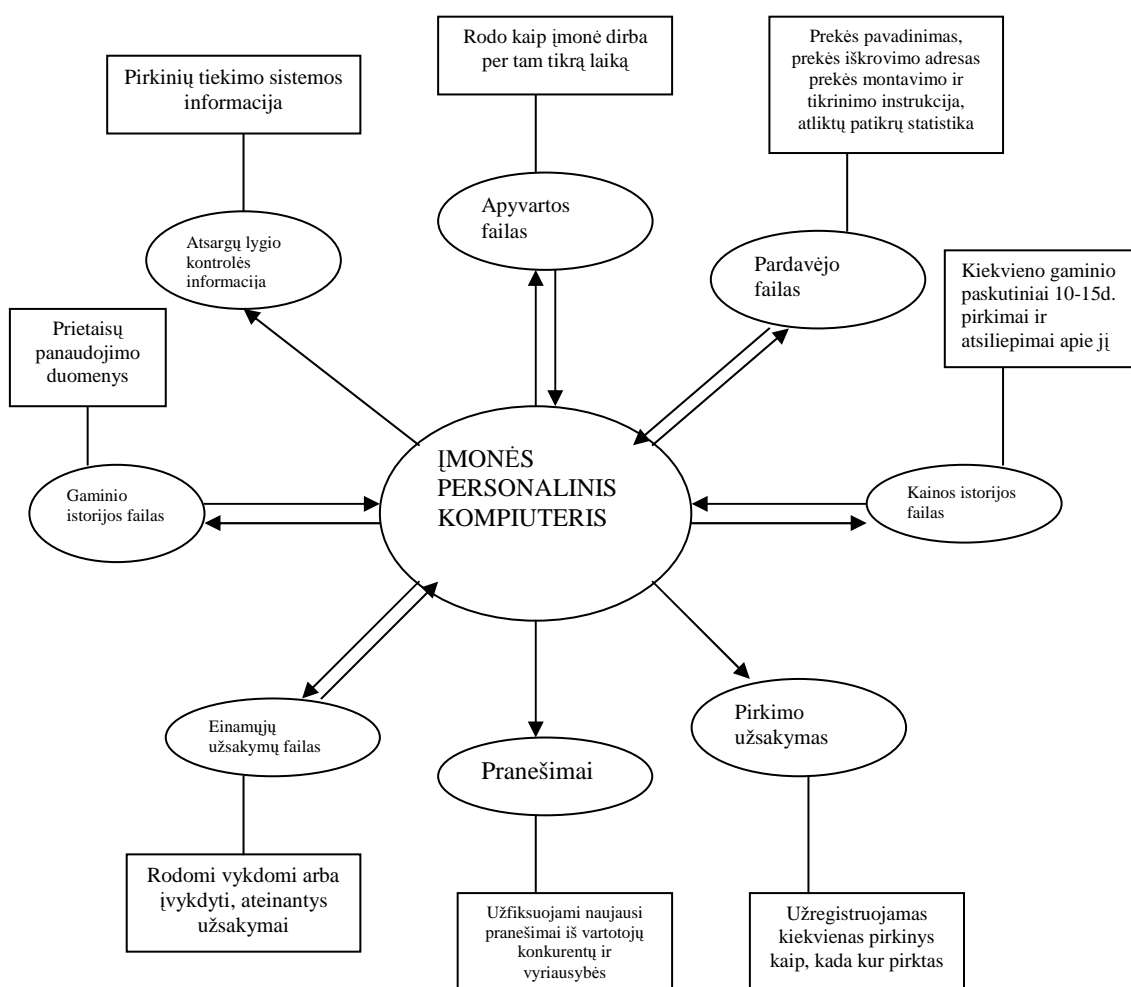 Rodo kaip įmonė dirba
per tam tikrą laiką
Prekės pavadinimas,
prekės iškrovimo adresas
prekės montavimo ir
tikrinimo instrukcija,
atliktų patikrų statistika
Pirkinių tiekimo sistemos
informacija
Apyvartos
failas
Atsargų lygio
kontrolės
informacija
Pardavėjo
failas
Kiekvieno gaminio
paskutiniai 10-15d.
pirkimai ir
atsiliepimai apie jį
Prietaisų
panaudojimo
duomenys
ĮMONĖS
PERSONALINIS
KOMPIUTERIS
Gaminio
istorijos failas
Kainos istorijos
failas
Einamųjų
užsakymų failas
Pranešimai
Pirkimo
užsakymas
Rodomi vykdomi arba
įvykdyti, ateinantys
užsakymai
Užfiksuojami naujausi
pranešimai iš vartotojų
konkurentų ir
vyriausybės
Užregistruojamas
kiekvienas pirkinys
kaip, kada kur pirktas